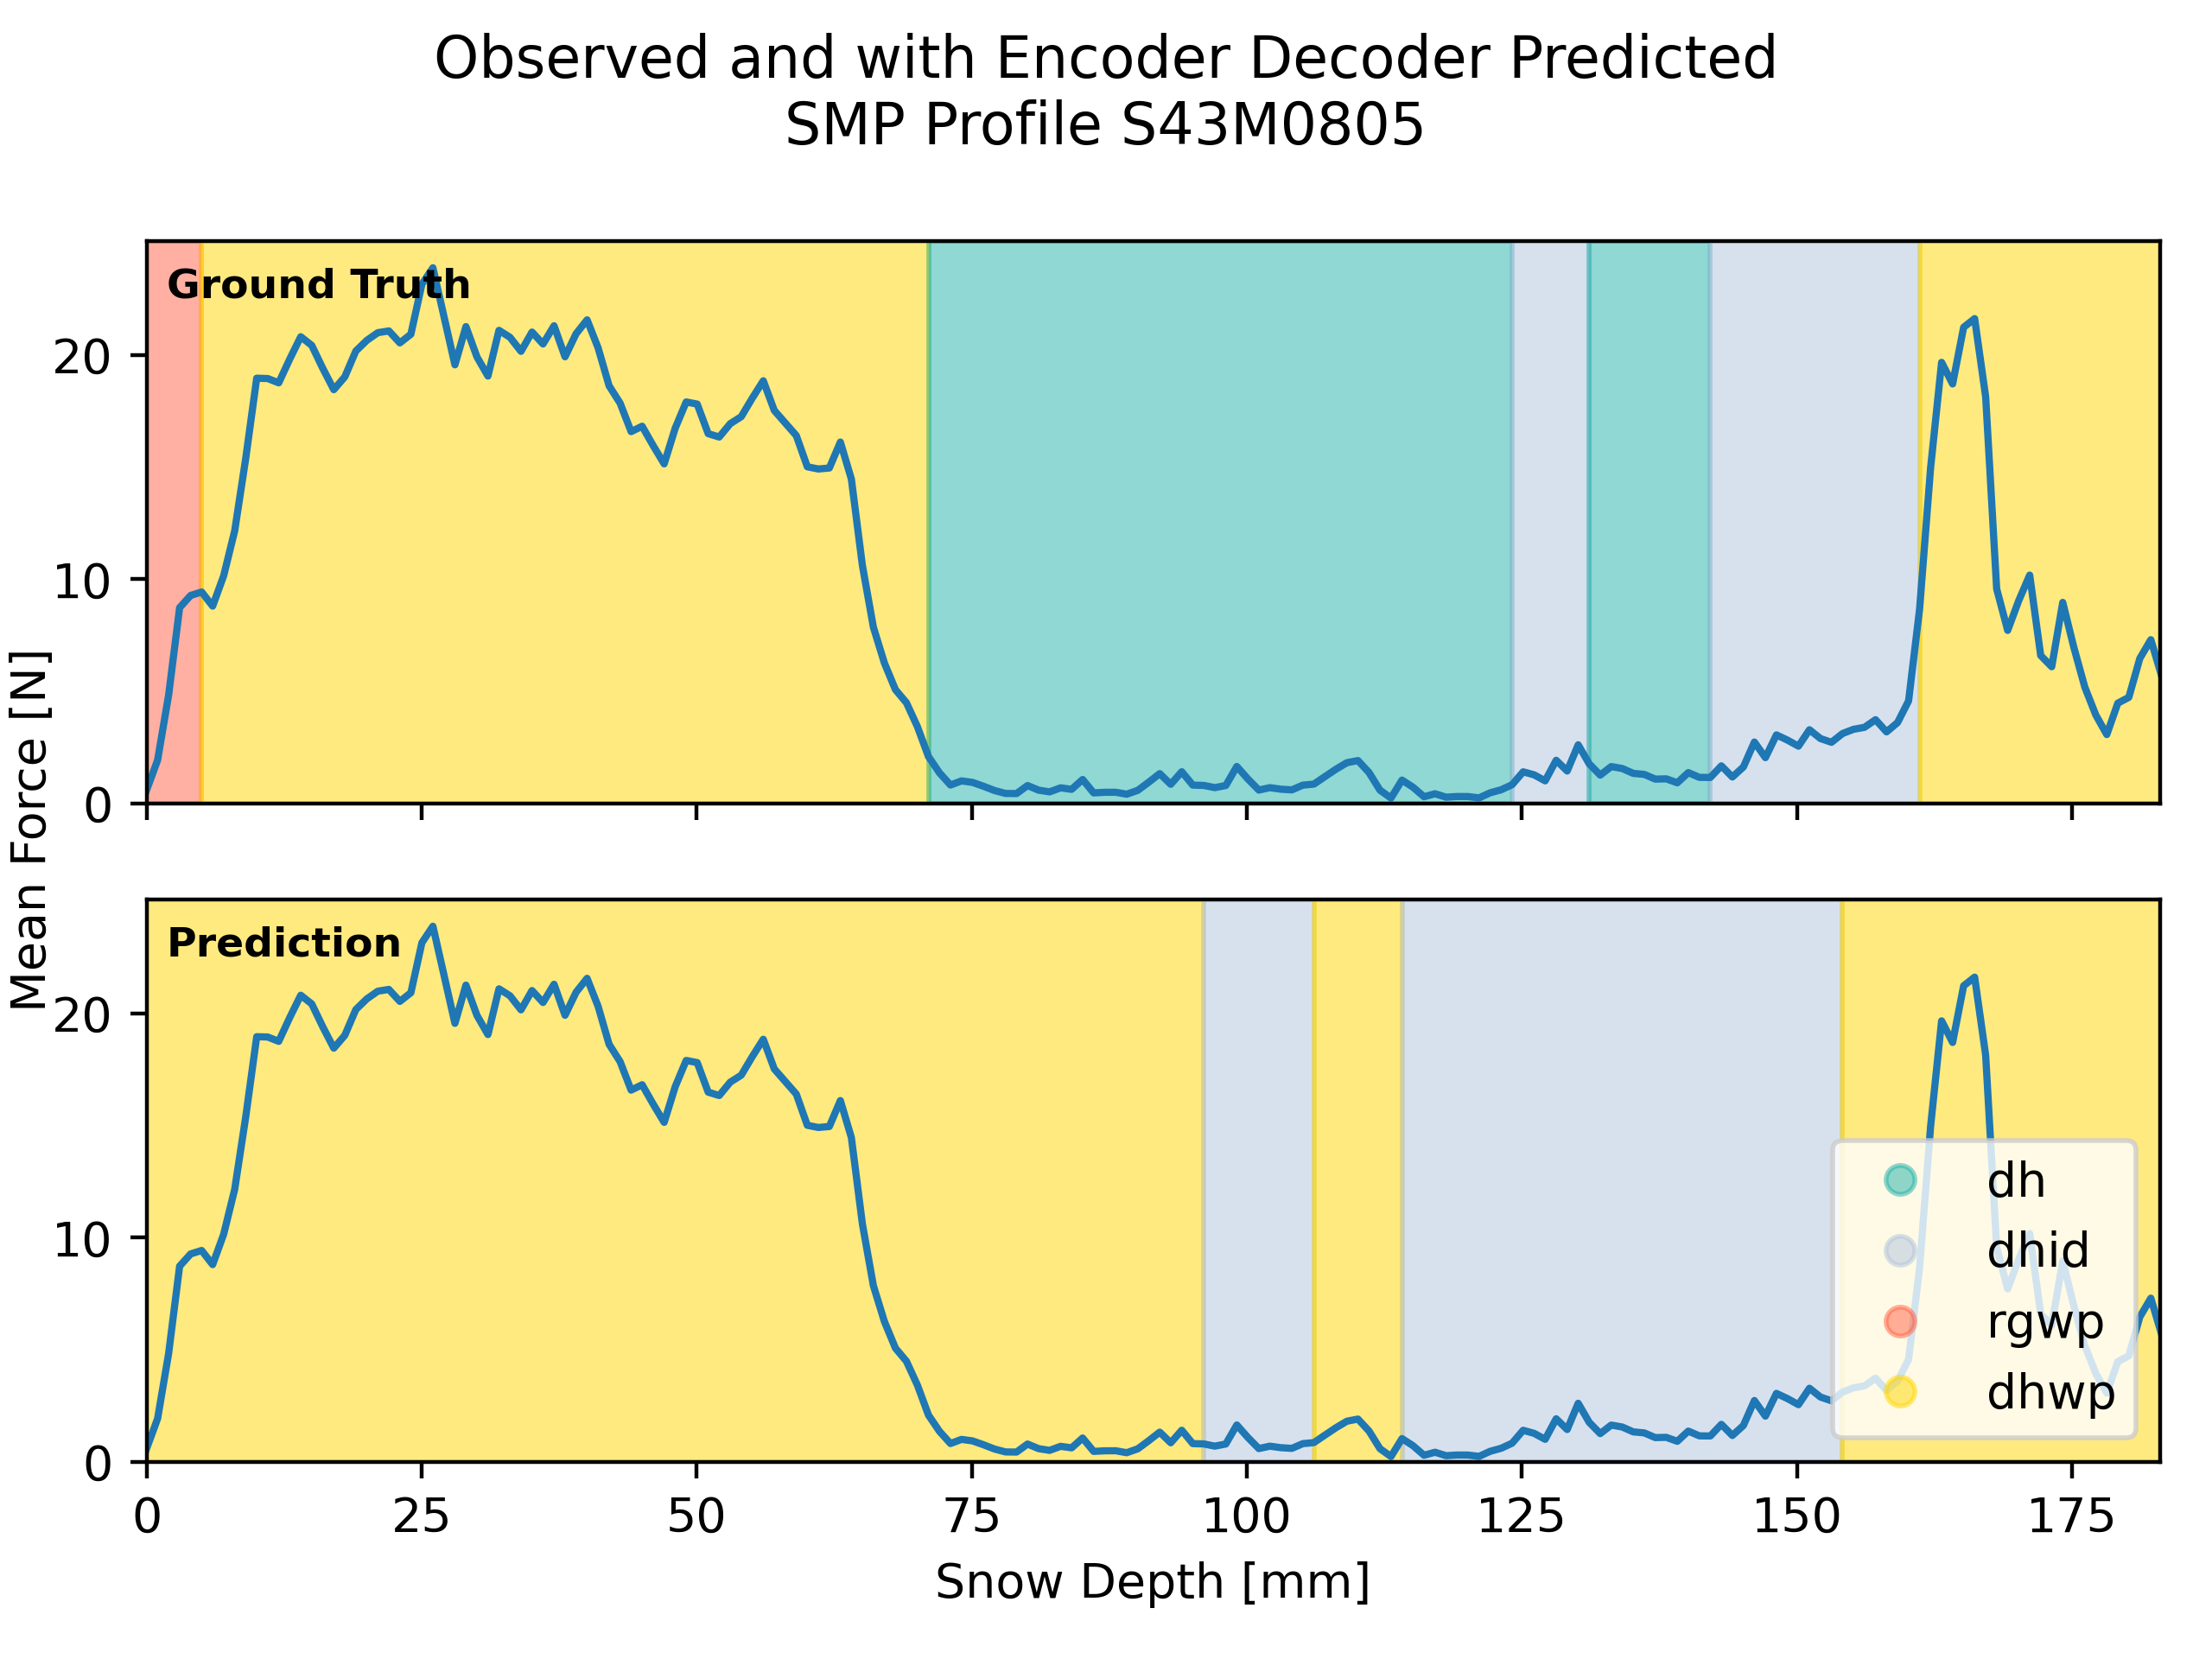 Observed and with Encoder Decoder Predicted
SMP Profile S43M0805
Ground Truth
20
10
0
Mean Force [N]
Prediction
20
10
0
dh
dhid
rgwp
dhwp
0 25 50 75 100 125 150 175
Snow Depth [mm]